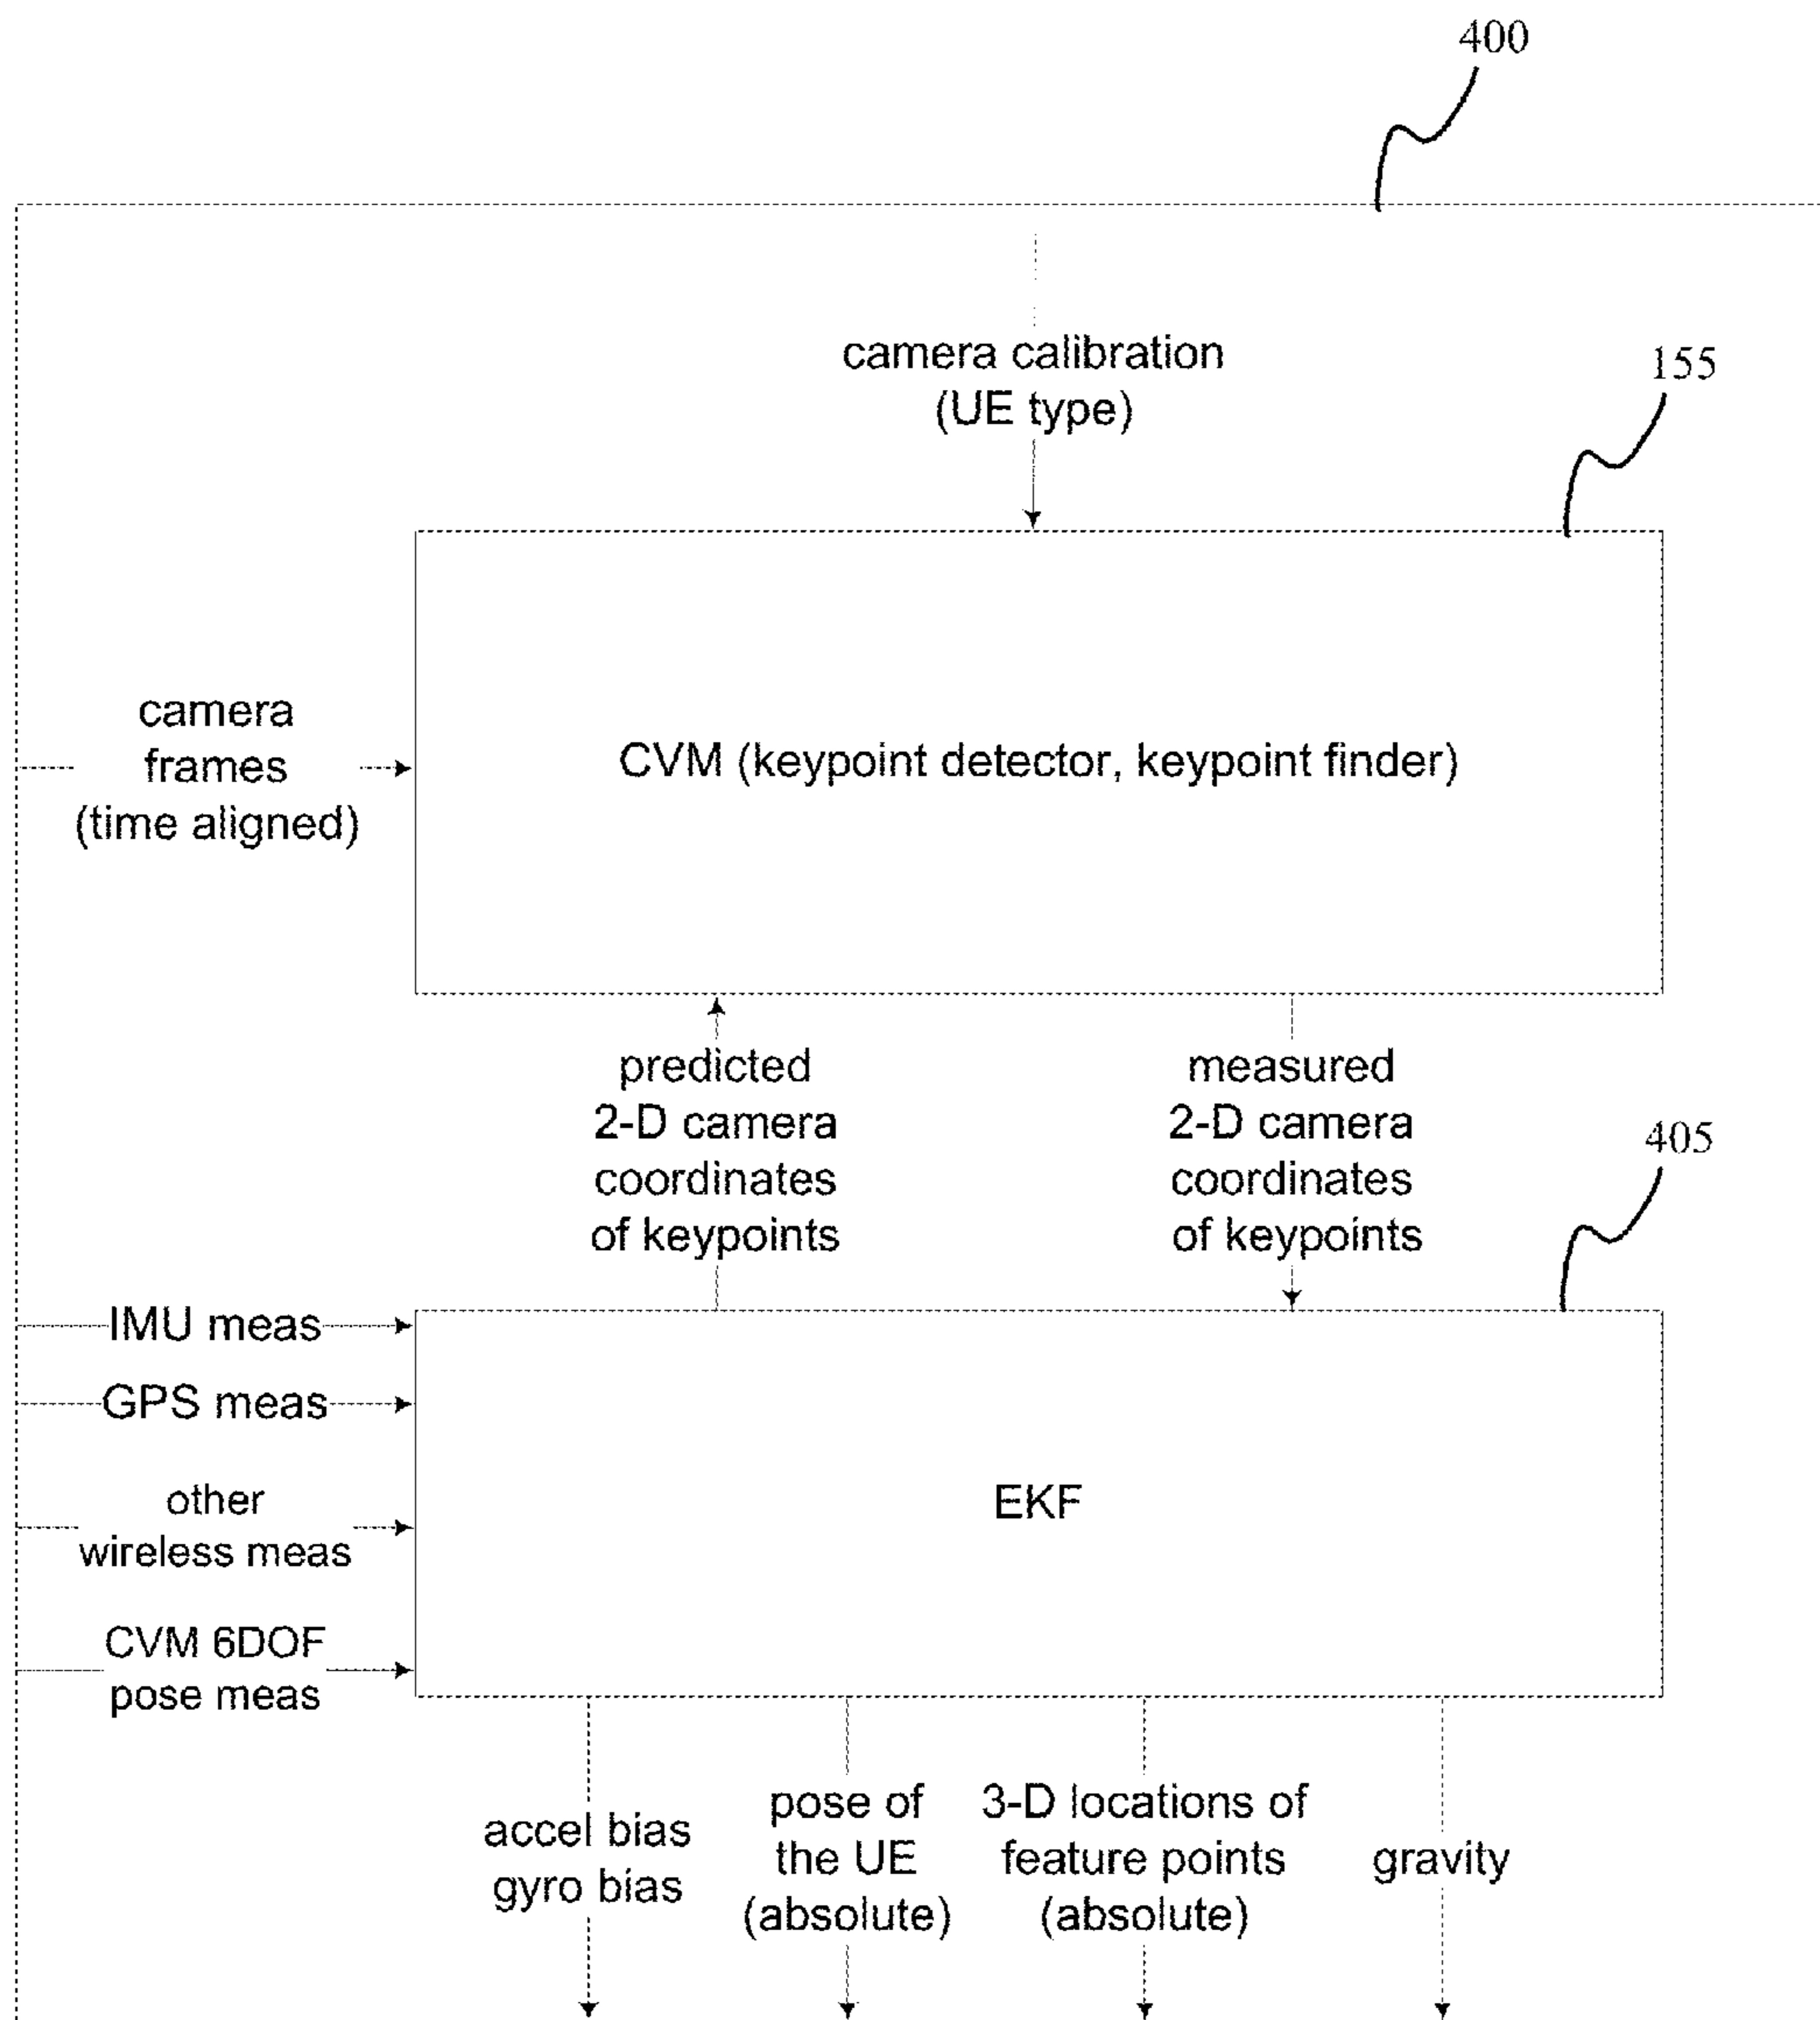 400
camera calibration
(UE type)
155
camera
frames
(time aligned)
CVM (keypoint detector, keypoint finder)
predicted
2-D camera
coordinates
of keypoints
measured
2-D camera
coordinates
of keypoints
405
IMU meas
GPS meas
other
wireless meas
CVM 6DOF
pose meas
EKF
accel bias
gyro bias
pose of
the UE
(absolute)
3-D locations of
feature points
(absolute)
gravity